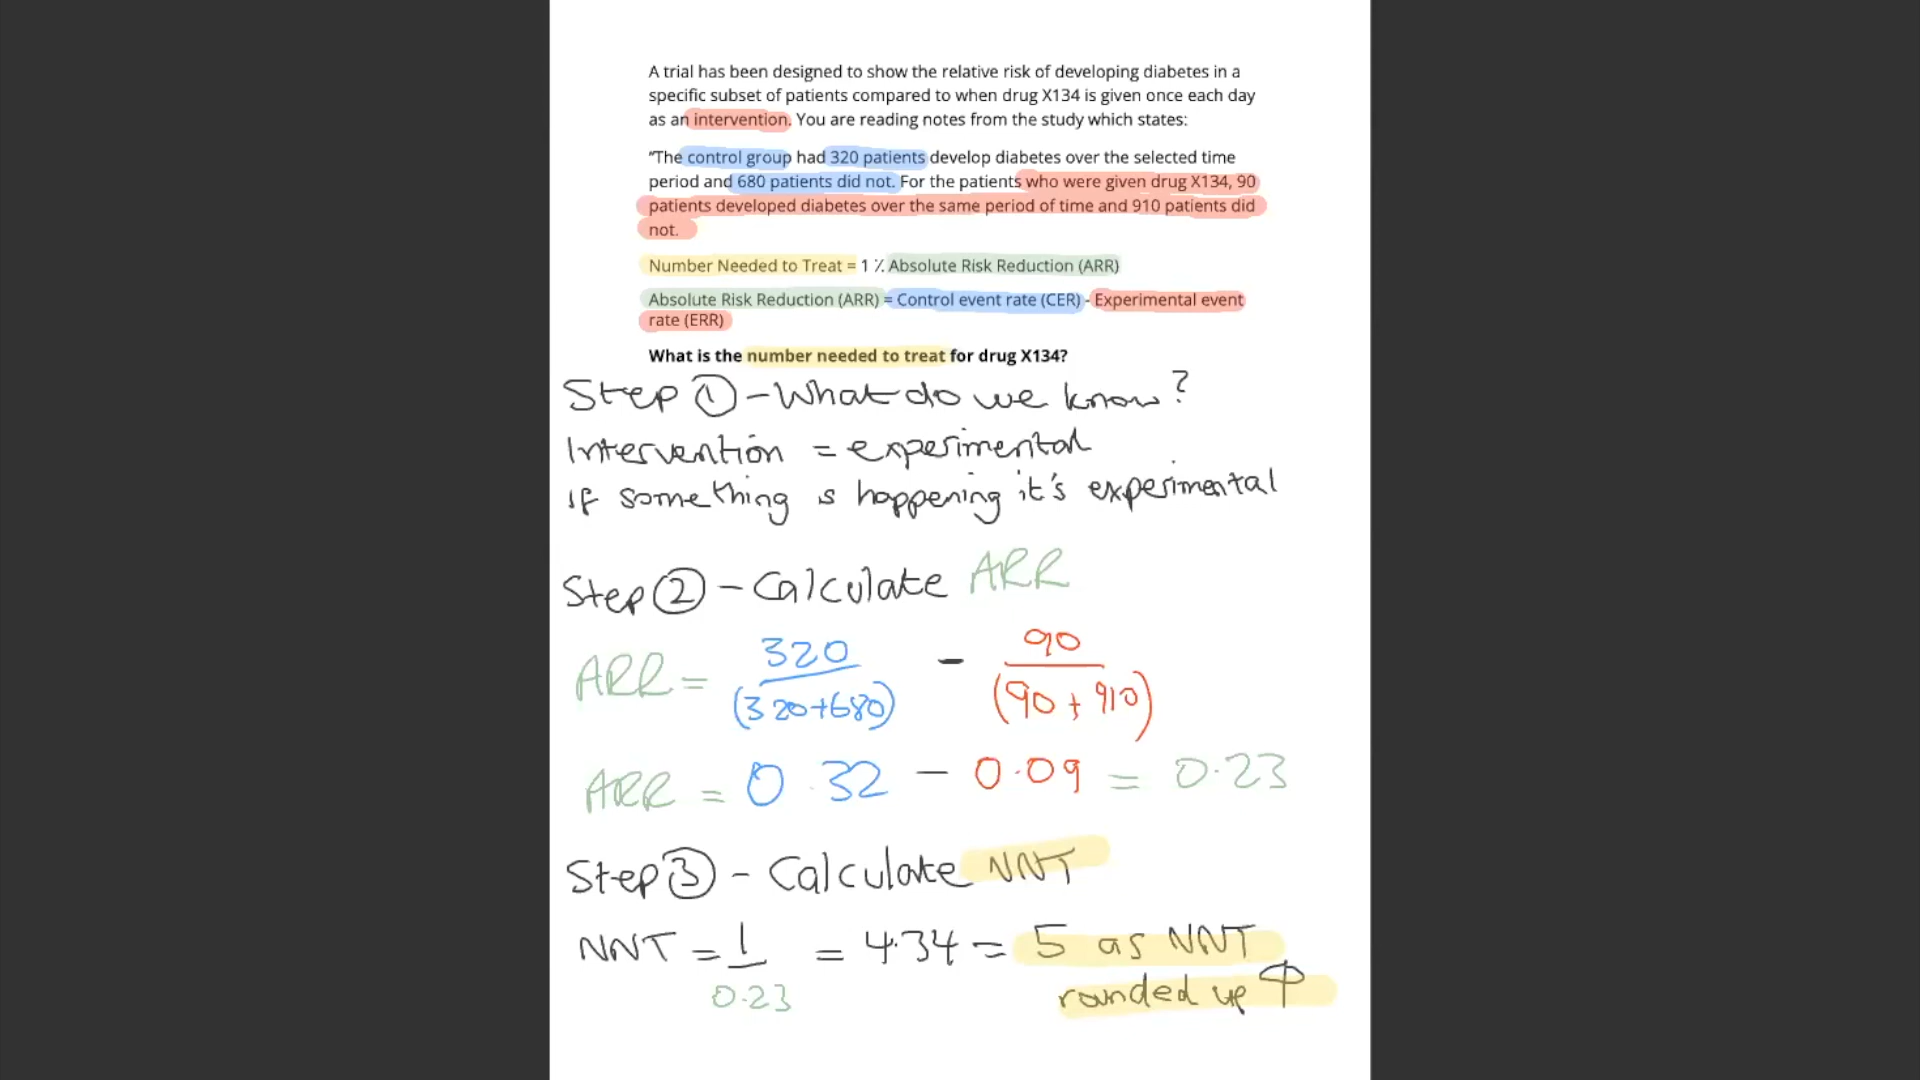 A trial has been designed to show the relative risk of developing diabetes in a
specific subset of patients compared to when drug X134 is given once each day
as an intervention. You are reading notes from the study which states:
“The control group had 320 patients develop diabetes over the selected time
period and 680 patients did not. For the patients who were given drug X134, 90
patients developed diabetes over the same period of time and 910 patients did
not.
Number Needed to Treat = 1 ٪ Absolute Risk Reduction (ARR)
Absolute Risk Reduction (ARR) = Control event rate (CER) - Experimental event
rate (ERR)
What is the number needed to treat for drug X134?
Step ① - What do we know?
Intervention = experimental
If something is happening it's experimental
Step ② - Calculate ARR
ARR = 320 / (320+680) - 90 / (90 + 910)
ARR = 0.32 - 0.09 = 0.23
Step ③ - Calculate NNT
NNT = 1 / 0.23 = 4.34 = 5 as NNT
rounded up ↑